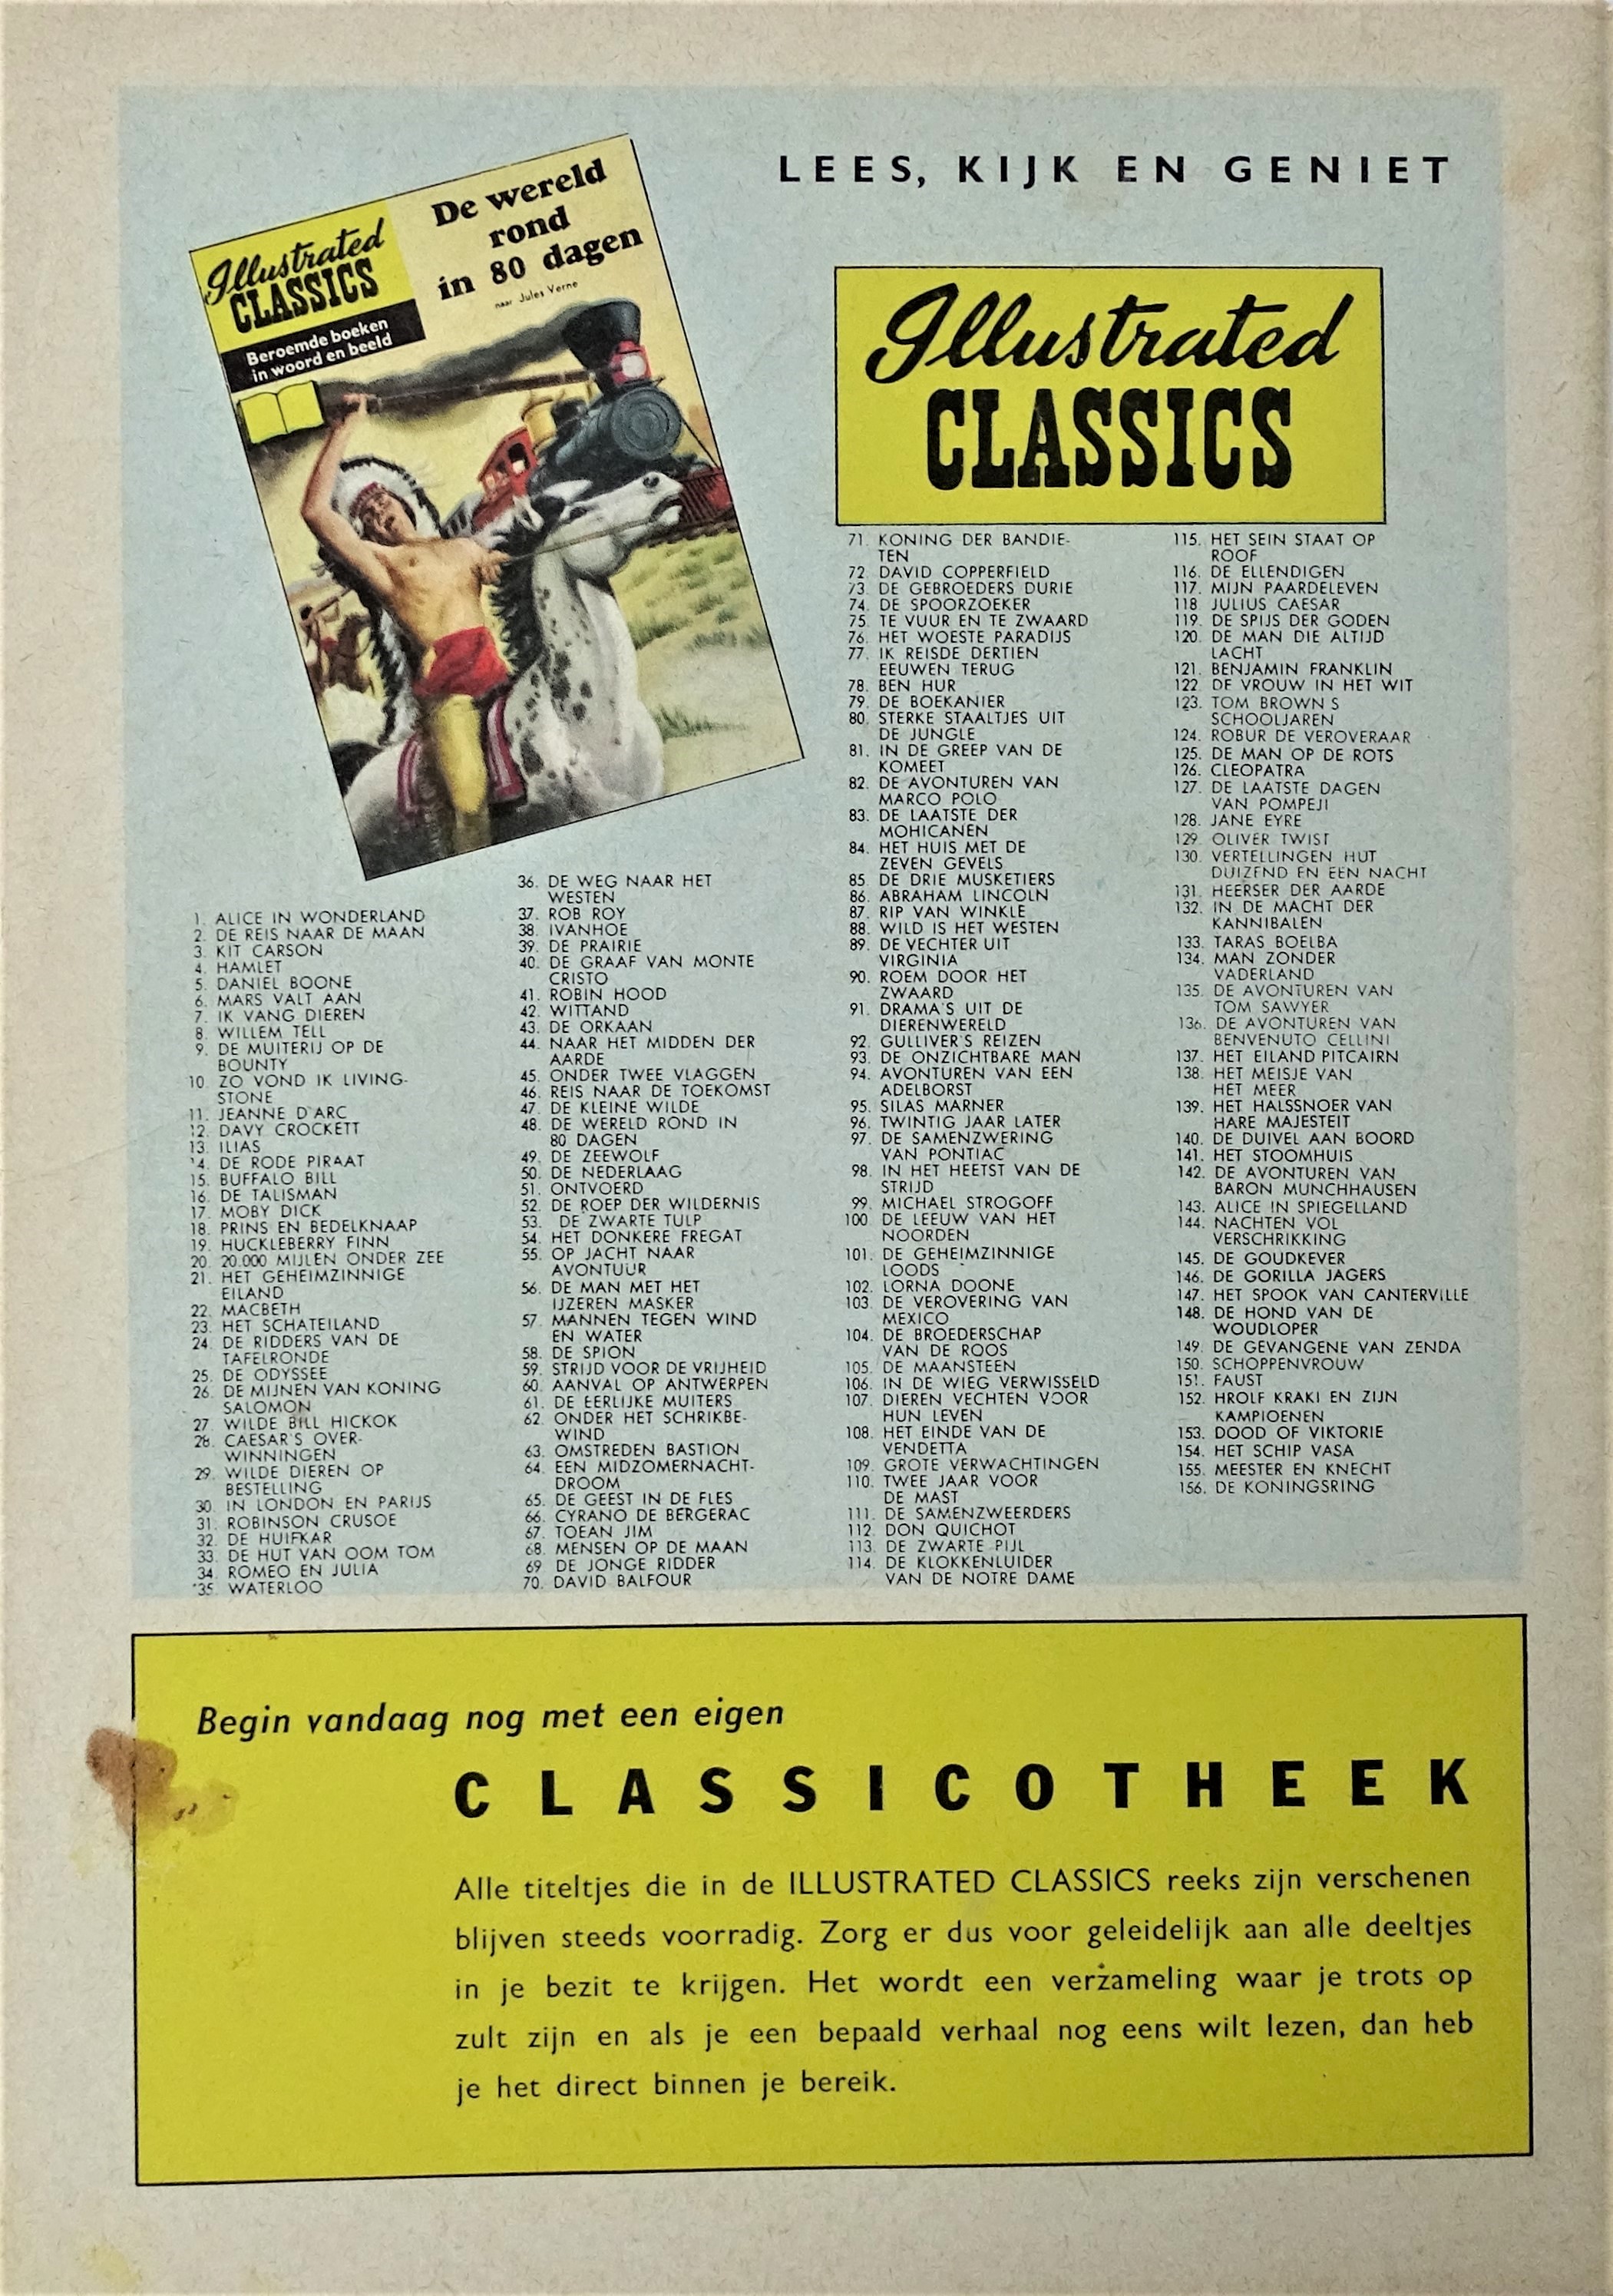 LEES, KIJK EN GENIET
Illustrated
CLASSICS
Beroemde boeken
in woord en beeld
De wereld
rond
in 80 dagen
naar Jules Verne
Illustrated
CLASSICS
1. ALICE IN WONDERLAND
2. DE REIS NAAR DE MAAN
3. KIT CARSON
4. HAMLET
5. DANIEL BOONE
6. MARS VALT AAN
7. IK VANG DIEREN
8. WILLEM TELL
9. DE MUITERIJ OP DE
BOUNTY
10. ZO VOND IK LIVING-
STONE
11. JEANNE D'ARC
12. DAVY CROCKETT
13. ILIAS
14. DE RODE PIRAAT
15. BUFFALO BILL
16. DE TALISMAN
17. MOBY DICK
18. PRINS EN BEDELKNAAP
19. HUCKLEBERRY FINN
20. 20.000 MIJLEN ONDER ZEE
21. HET GEHEIMZINNIGE
EILAND
22. MACBETH
23. HET SCHATEILAND
24. DE RIDDERS VAN DE
TAFELRONDE
25. DE ODYSSEE
26. DE MIJNEN VAN KONING
SALOMON
27. WILDE BILL HICKOK
28. CAESAR'S OVER-
WINNINGEN
29. WILDE DIEREN OP
BESTELLING
30. IN LONDON EN PARIJS
31. ROBINSON CRUSOE
32. DE HUIFKAR
33. DE HUT VAN OOM TOM
34. ROMEO EN JULIA
35. WATERLOO
36. DE WEG NAAR HET
WESTEN
37. ROB ROY
38. IVANHOE
39. DE PRAIRIE
40. DE GRAAF VAN MONTE
CRISTO
41. ROBIN HOOD
42. WITTAND
43. DE ORKAAN
44. NAAR HET MIDDEN DER
AARDE
45. ONDER TWEE VLAGGEN
46. REIS NAAR DE TOEKOMST
47. DE KLEINE WILDE
48. DE WERELD ROND IN
80 DAGEN
49. DE ZEEWOLF
50. DE NEDERLAAG
51. ONTVOERD
52. DE ROEP DER WILDERNIS
53. DE ZWARTE TULP
54. HET DONKERE FREGAT
55. OP JACHT NAAR
AVONTUUR
56. DE MAN MET HET
IJZEREN MASKER
57. MANNEN TEGEN WIND
EN WATER
58. DE SPION
59. STRIJD VOOR DE VRIJHEID
60. AANVAL OP ANTWERPEN
61. DE EERLIJKE MUITERS
62. ONDER HET SCHRIKBE-
WIND
63. OMSTREDEN BASTION
64. EEN MIDZOMERNACHT-
DROOM
65. DE GEEST IN DE FLES
66. CYRANO DE BERGERAC
67. TOEAN JIM
68. MENSEN OP DE MAAN
69 DE JONGE RIDDER
70. DAVID BALFOUR
71. KONING DER BANDIE-
TEN
72. DAVID COPPERFIELD
73. DE GEBROEDERS DURIE
74. DE SPOORZOEKER
75. TE VUUR EN TE ZWAARD
76. HET WOESTE PARADIJS
77. IK REISDE DERTIEN
EEUWEN TERUG
78. BEN HUR
79. DE BOEKANIER
80. STERKE STAALTJES UIT
DE JUNGLE
81. IN DE GREEP VAN DE
KOMEET
82. DE AVONTUREN VAN
MARCO POLO
83. DE LAATSTE DER
MOHICANEN
84. HET HUIS MET DE
ZEVEN GEVELS
85. DE DRIE MUSKETIERS
86. ABRAHAM LINCOLN
87. RIP VAN WINKLE
88. WILD IS HET WESTEN
89. DE VECHTER UIT
VIRGINIA
90. ROEM DOOR HET
ZWAARD
91. DRAMA'S UIT DE
DIERENWERELD
92. GULLIVER'S REIZEN
93. DE ONZICHTBARE MAN
94. AVONTUREN VAN EEN
ADELBORST
95. SILAS MARNER
96. TWINTIG JAAR LATER
97. DE SAMENZWERING
VAN PONTIAC
98. IN HET HEETST VAN DE
STRIJD
99. MICHAEL STROGOFF
100. DE LEEUW VAN HET
NOORDEN
101. DE GEHEIMZINNIGE
LOODS
102. LORNA DOONE
103. DE VEROVERING VAN
MEXICO
104. DE BROEDERSCHAP
VAN DE ROOS
105. DE MAANSTEEN
106. IN DE WIEG VERWISSELD
107. DIEREN VECHTEN VOOR
HUN LEVEN
108. HET EINDE VAN DE
VENDETTA
109. GROTE VERWACHTINGEN
110. TWEE JAAR VOOR
DE MAST
111. DE SAMENZWEERDERS
112. DON QUICHOT
113. DE ZWARTE PIJL
114. DE KLOKKENLUIDER
VAN DE NOTRE DAME
115. HET SEIN STAAT OP
ROOF
116. DE ELLENDIGEN
117. MIJN PAARDELEVEN
118 JULIUS CAESAR
119. DE SPIJS DER GODEN
120. DE MAN DIE ALTIJD
LACHT
121. BENJAMIN FRANKLIN
122. DE VROUW IN HET WIT
123. TOM BROWN S
SCHOOLJAREN
124. ROBUR DE VEROVERAAR
125. DE MAN OP DE ROTS
126. CLEOPATRA
127. DE LAATSTE DAGEN
VAN POMPEJI
128. JANE EYRE
129. OLIVER TWIST
130. VERTELLINGEN HUT
DUIZEND EN EEN NACHT
131. HEERSER DER AARDE
132. IN DE MACHT DER
KANNIBALEN
133. TARAS BOELBA
134. MAN ZONDER
VADERLAND
135. DE AVONTUREN VAN
TOM SAWYER
136. DE AVONTUREN VAN
BENVENUTO CELLINI
137. HET EILAND PITCAIRN
138. HET MEISJE VAN
HET MEER
139. HET HALSSNOER VAN
HARE MAJESTEIT
140. DE DUIVEL AAN BOORD
141. HET STOOMHUIS
142. DE AVONTUREN VAN
BARON MUNCHHAUSEN
143. ALICE IN SPIEGELLAND
144. NACHTEN VOL
VERSCHRIKKING
145. DE GOUDKEVER
146. DE GORILLA JAGERS
147. HET SPOOK VAN CANTERVILLE
148. DE HOND VAN DE
WOUDLOPER
149. DE GEVANGENE VAN ZENDA
150. SCHOPPENVROUW
151. FAUST
152. HROLF KRAKI EN ZIJN
KAMPIOENEN
153. DOOD OF VIKTORIE
154. HET SCHIP VASA
155. MEESTER EN KNECHT
156. DE KONINGSRING
Begin vandaag nog met een eigen
CLASSICOTHEEK
Alle titeltjes die in de ILLUSTRATED CLASSICS reeks zijn verschenen
blijven steeds voorradig. Zorg er dus voor geleidelijk aan alle deeltjes
in je bezit te krijgen. Het wordt een verzameling waar je trots op
zult zijn en als je een bepaald verhaal nog eens wilt lezen, dan heb
je het direct binnen je bereik.